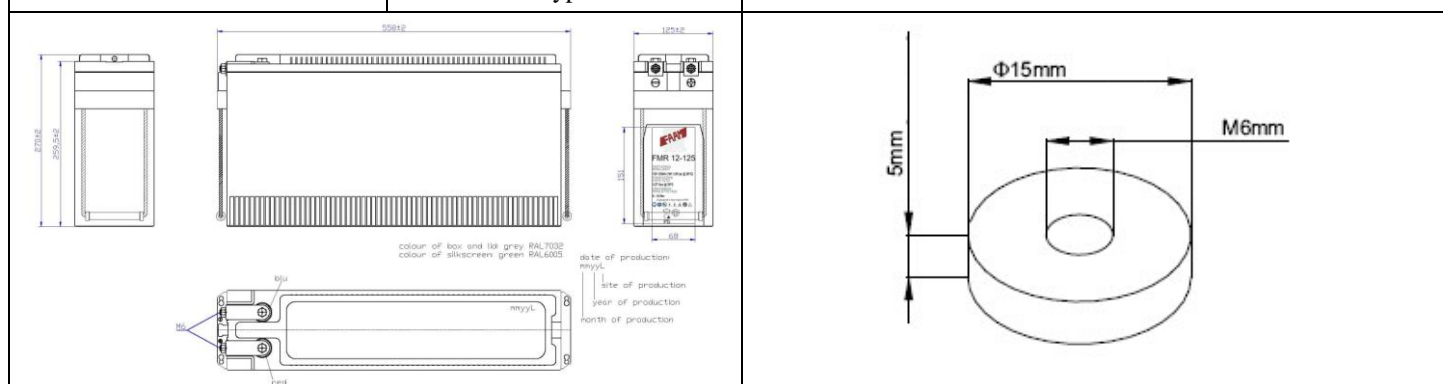 558±2
125±2
270±2
259,5±2
FAAM
FMR 12-125
151
68
colour of box and lid grey RAL7032
colour of silkscreen green RAL6005
date of production:
mmyyL
site of production
year of production
month of production
blu
mmyyL
M6
red
Φ15mm
M6mm
5mm